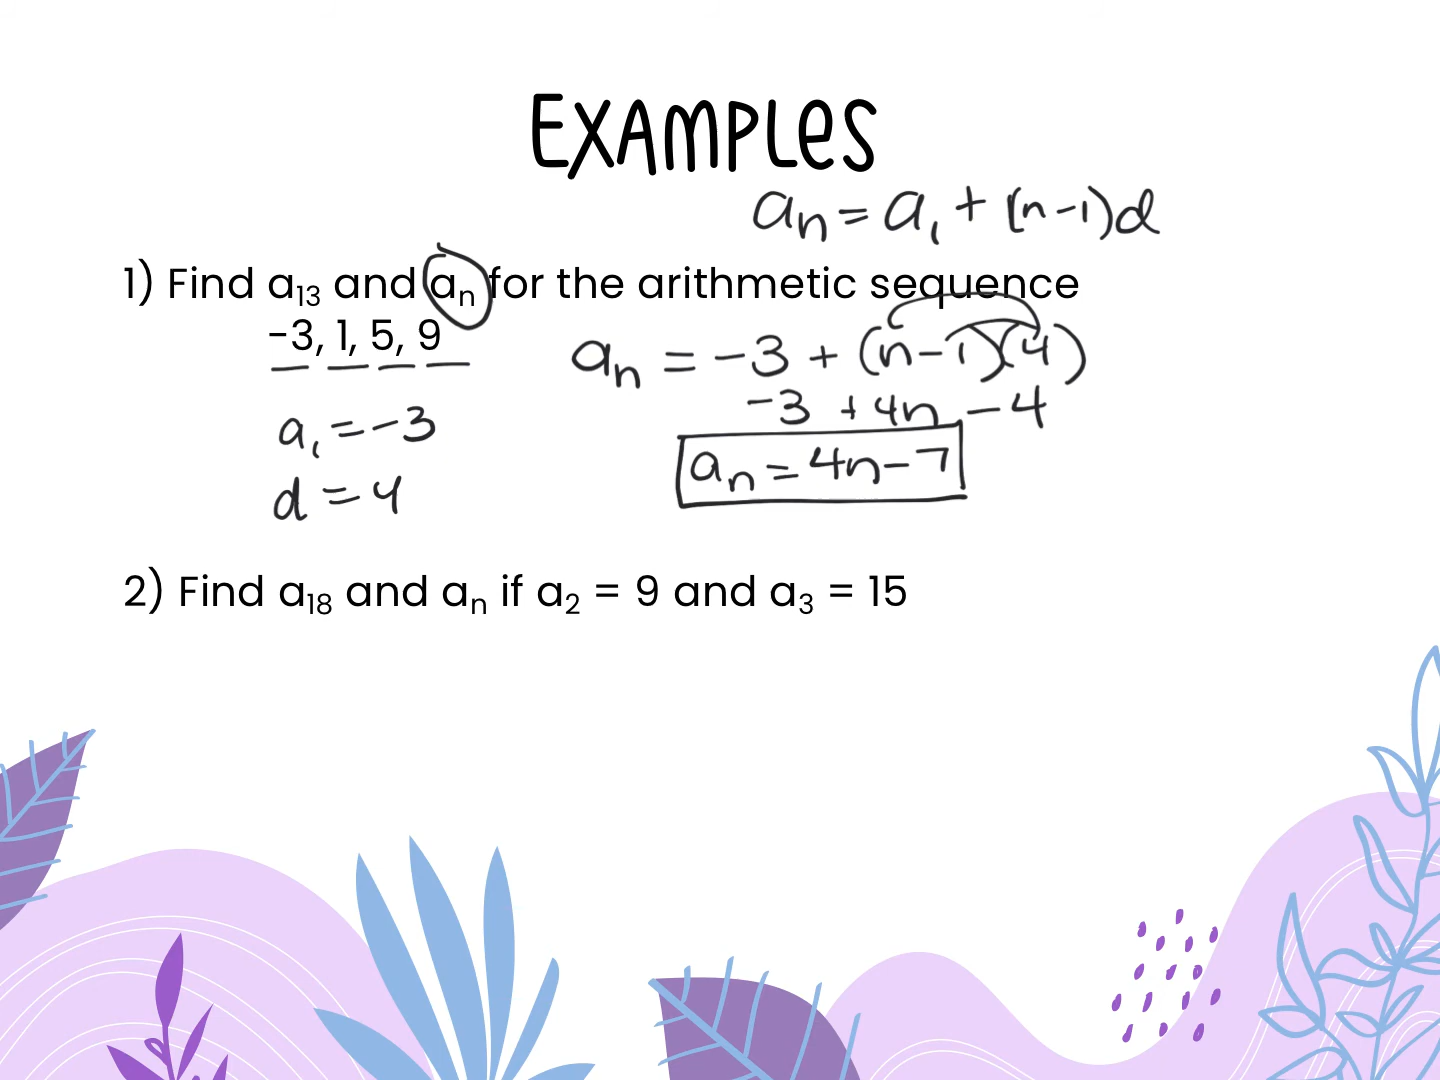 EXAMPLES
aₙ = a₁ + (n-1)d
1) Find a₁₃ and aₙ for the arithmetic sequence
-3, 1, 5, 9
aₙ = -3 + (n-1)(4)
-3 + 4n - 4
a₁ = -3
aₙ = 4n - 7
d = 4
2) Find a₁₈ and aₙ if a₂ = 9 and a₃ = 15